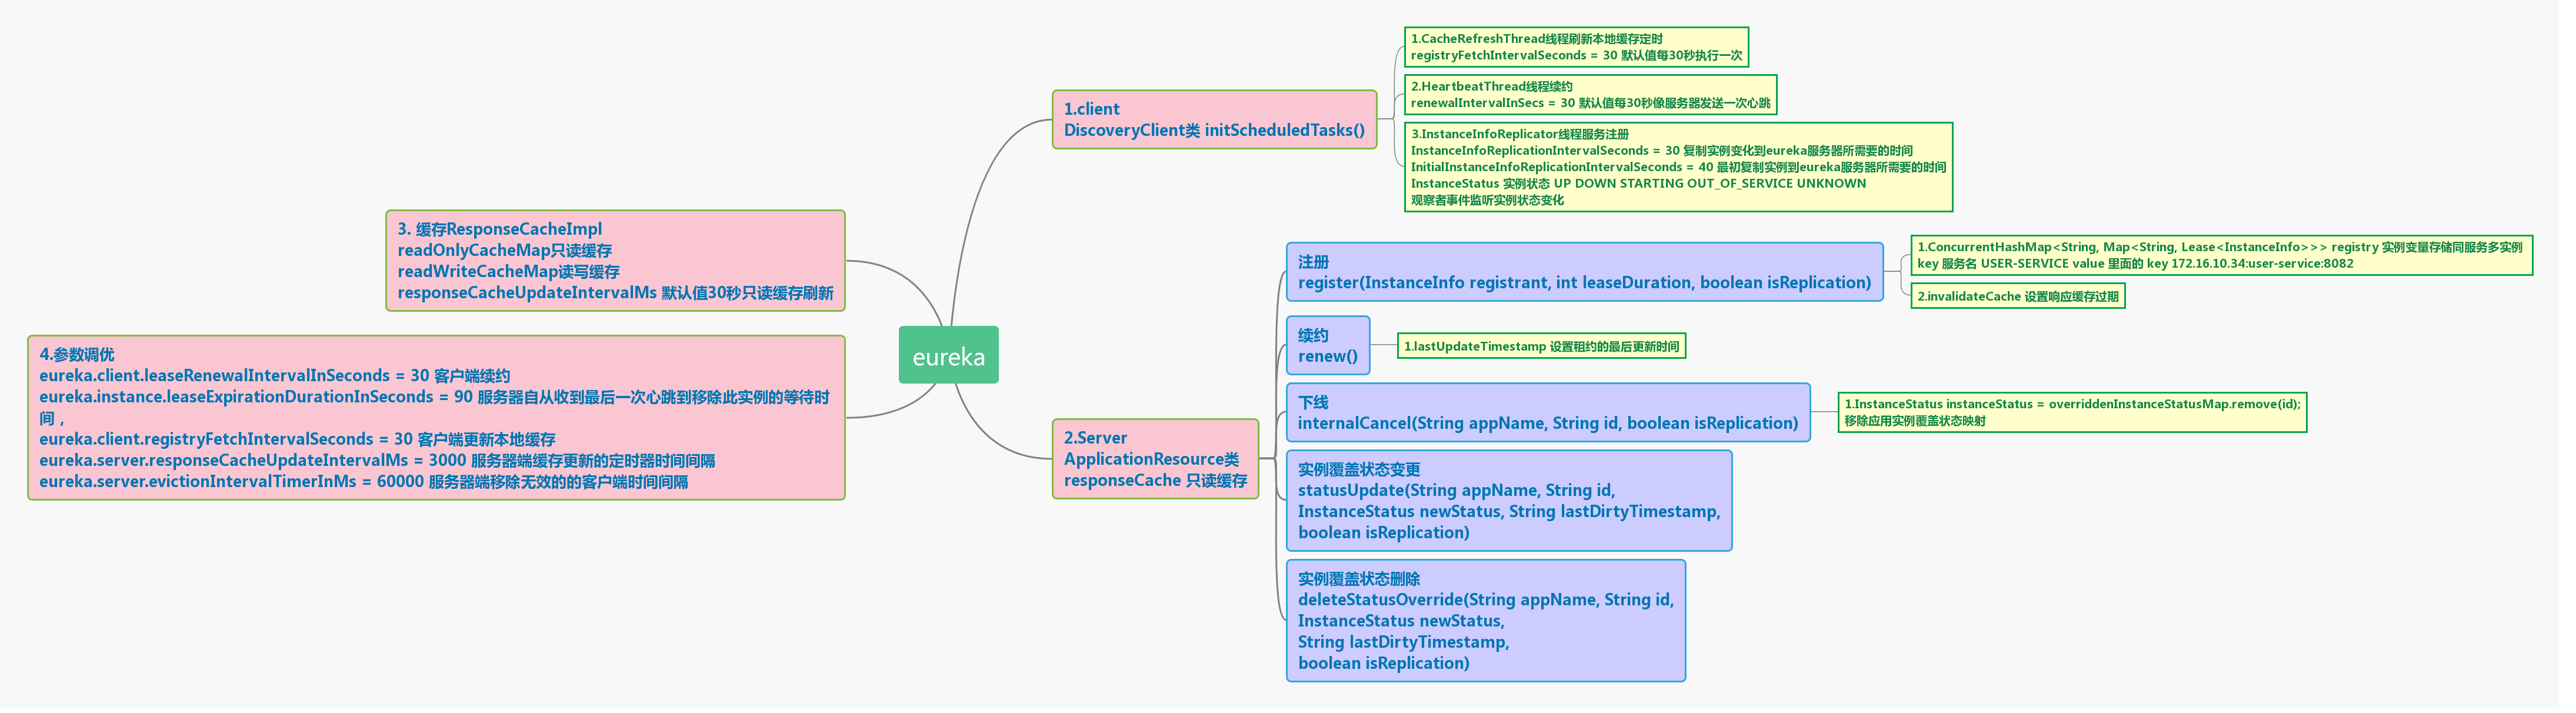 eureka
1.client
DiscoveryClient类 initScheduledTasks()
1.CacheRefreshThread线程刷新本地缓存定时
registryFetchIntervalSeconds = 30 默认值每30秒执行一次
2.HeartbeatThread线程续约
renewalIntervalInSecs = 30 默认值每30秒像服务器发送一次心跳
3.InstanceInfoReplicator线程服务注册
InstanceInfoReplicationIntervalSeconds = 30 复制实例变化到eureka服务器所需要的时间
InitialInstanceInfoReplicationIntervalSeconds = 40 最初复制实例到eureka服务器所需要的时间
InstanceStatus 实例状态 UP DOWN STARTING OUT_OF_SERVICE UNKNOWN
观察者事件监听实例状态变化
2.Server
ApplicationResource类
responseCache 只读缓存
注册
register(InstanceInfo registrant, int leaseDuration, boolean isReplication)
1.ConcurrentHashMap<String, Map<String, Lease<InstanceInfo>>> registry 实例变量存储同服务多实例
key 服务名 USER-SERVICE value 里面的 key 172.16.10.34:user-service:8082
2.invalidateCache 设置响应缓存过期
续约
renew()
1.lastUpdateTimestamp 设置租约的最后更新时间
下线
internalCancel(String appName, String id, boolean isReplication)
1.InstanceStatus instanceStatus = overriddenInstanceStatusMap.remove(id);
移除应用实例覆盖状态映射
实例覆盖状态变更
statusUpdate(String appName, String id,
InstanceStatus newStatus, String lastDirtyTimestamp,
boolean isReplication)
实例覆盖状态删除
deleteStatusOverride(String appName, String id,
InstanceStatus newStatus,
String lastDirtyTimestamp,
boolean isReplication)
3. 缓存ResponseCacheImpl
readOnlyCacheMap只读缓存
readWriteCacheMap读写缓存
responseCacheUpdateIntervalMs 默认值30秒只读缓存刷新
4.参数调优
eureka.client.leaseRenewalIntervalInSeconds = 30 客户端续约
eureka.instance.leaseExpirationDurationInSeconds = 90 服务器自从收到最后一次心跳到移除此实例的等待时
间，
eureka.client.registryFetchIntervalSeconds = 30 客户端更新本地缓存
eureka.server.responseCacheUpdateIntervalMs = 3000 服务器端缓存更新的定时器时间间隔
eureka.server.evictionIntervalTimerInMs = 60000 服务器端移除无效的的客户端时间间隔